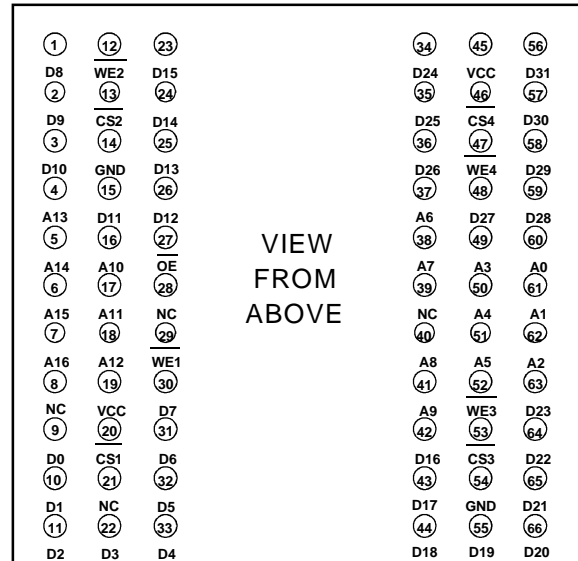 1 12 23 34 45 56
D8 WE2 D15 D24 VCC D31
2 13 24 35 46 57
D9 CS2 D14 D25 CS4 D30
3 14 25 36 47 58
D10 GND D13 D26 WE4 D29
4 15 26 37 48 59
A13 D11 D12 A6 D27 D28
5 16 27 38 49 60
VIEW
A14 A10 OE A7 A3 A0
6 17 28 39 50 61
FROM
A15 A11 NC NC A4 A1
7 18 29 40 51 62
ABOVE
A16 A12 WE1 A8 A5 A2
8 19 30 41 52 63
NC VCC D7 A9 WE3 D23
9 20 31 42 53 64
D0 CS1 D6 D16 CS3 D22
10 21 32 43 54 65
D1 NC D5 D17 GND D21
11 22 33 44 55 66
D2 D3 D4 D18 D19 D20